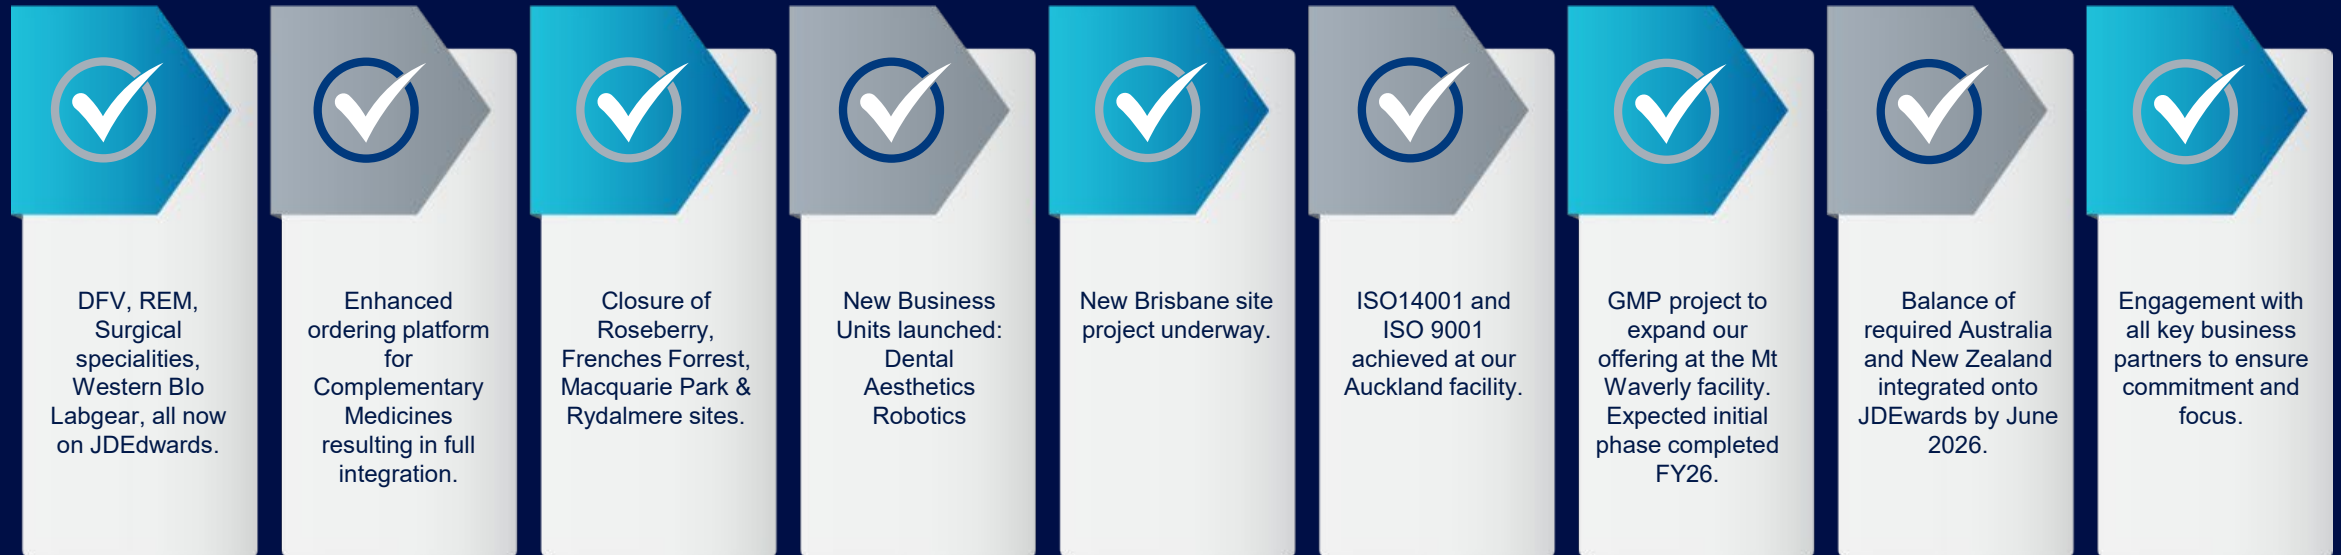 DFV, REM,
Surgical
specialities,
Western BIo
Labgear, all now
on JDEdwards.
Enhanced
ordering platform
for
Complementary
Medicines
resulting in full
integration.
Closure of
Roseberry,
Frenches Forrest,
Macquarie Park &
Rydalmere sites.
New Business
Units launched:
Dental
Aesthetics
Robotics
New Brisbane site
project underway.
ISO14001 and
ISO 9001
achieved at our
Auckland facility.
GMP project to
expand our
offering at the Mt
Waverly facility.
Expected initial
phase completed
FY26.
Balance of
required Australia
and New Zealand
integrated onto
JDEwards by June
2026.
Engagement with
all key business
partners to ensure
commitment and
focus.